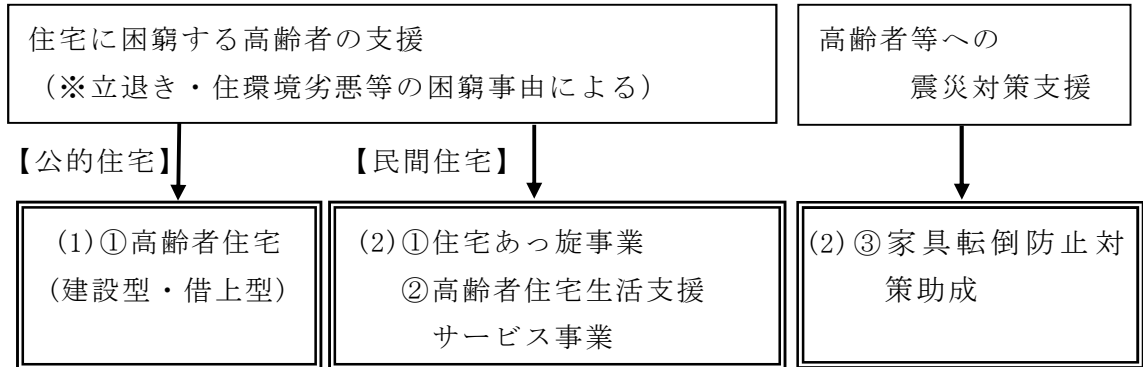 住宅に困窮する高齢者の支援
（※立退き・住環境劣悪等の困窮事由による）
高齢者等への
震災対策支援
【公的住宅】
【民間住宅】
(1)①高齢者住宅
(建設型・借上型)
(2)①住宅あっ旋事業
②高齢者住宅生活支援
サービス事業
(2)③家具転倒防止対
策助成